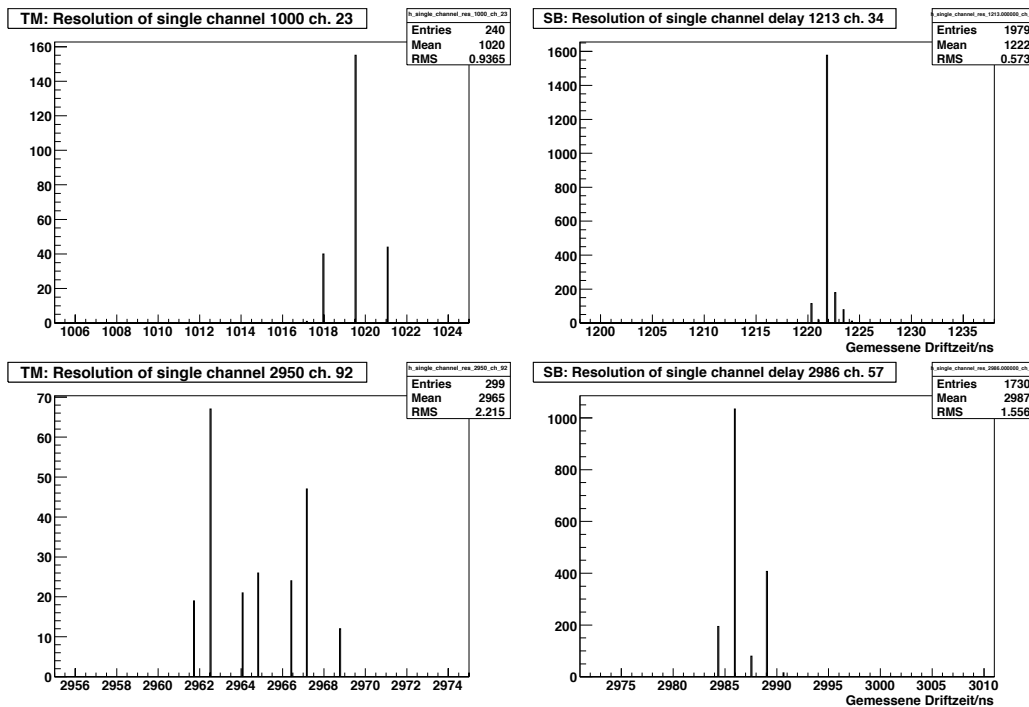 TM: Resolution of single channel 1000 ch. 23
h_single_channel_res_1000_ch_23
Entries 240
Mean 1020
RMS 0.9365
160
140
120
100
80
60
40
20
0
1006 1008 1010 1012 1014 1016 1018 1020 1022 1024
SB: Resolution of single channel delay 1213 ch. 34
h_single_channel_res_1213.000000_ch_
Entries 1979
Mean 1222
RMS 0.573
1600
1400
1200
1000
800
600
400
200
0
1200 1205 1210 1215 1220 1225 1230 1235
Gemessene Driftzeit/ns
TM: Resolution of single channel 2950 ch. 92
h_single_channel_res_2950_ch_92
Entries 299
Mean 2965
RMS 2.215
70
60
50
40
30
20
10
0
2956 2958 2960 2962 2964 2966 2968 2970 2972 2974
SB: Resolution of single channel delay 2986 ch. 57
h_single_channel_res_2986.000000_ch_
Entries 1730
Mean 2987
RMS 1.556
1000
800
600
400
200
0
2975 2980 2985 2990 2995 3000 3005 3010
Gemessene Driftzeit/ns